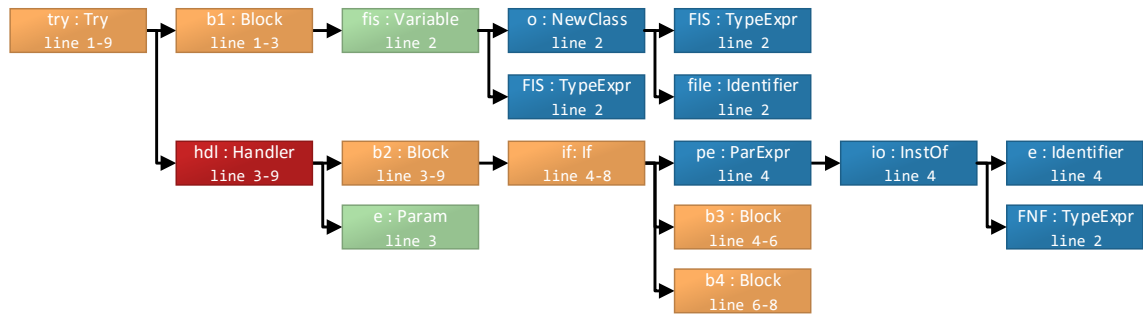 try : Try
line 1-9
b1 : Block
line 1-3
fis : Variable
line 2
o : NewClass
line 2
FIS : TypeExpr
line 2
FIS : TypeExpr
line 2
file : Identifier
line 2
hdl : Handler
line 3-9
b2 : Block
line 3-9
if: If
line 4-8
pe : ParExpr
line 4
io : InstOf
line 4
e : Identifier
line 4
e : Param
line 3
b3 : Block
line 4-6
FNF : TypeExpr
line 2
b4 : Block
line 6-8